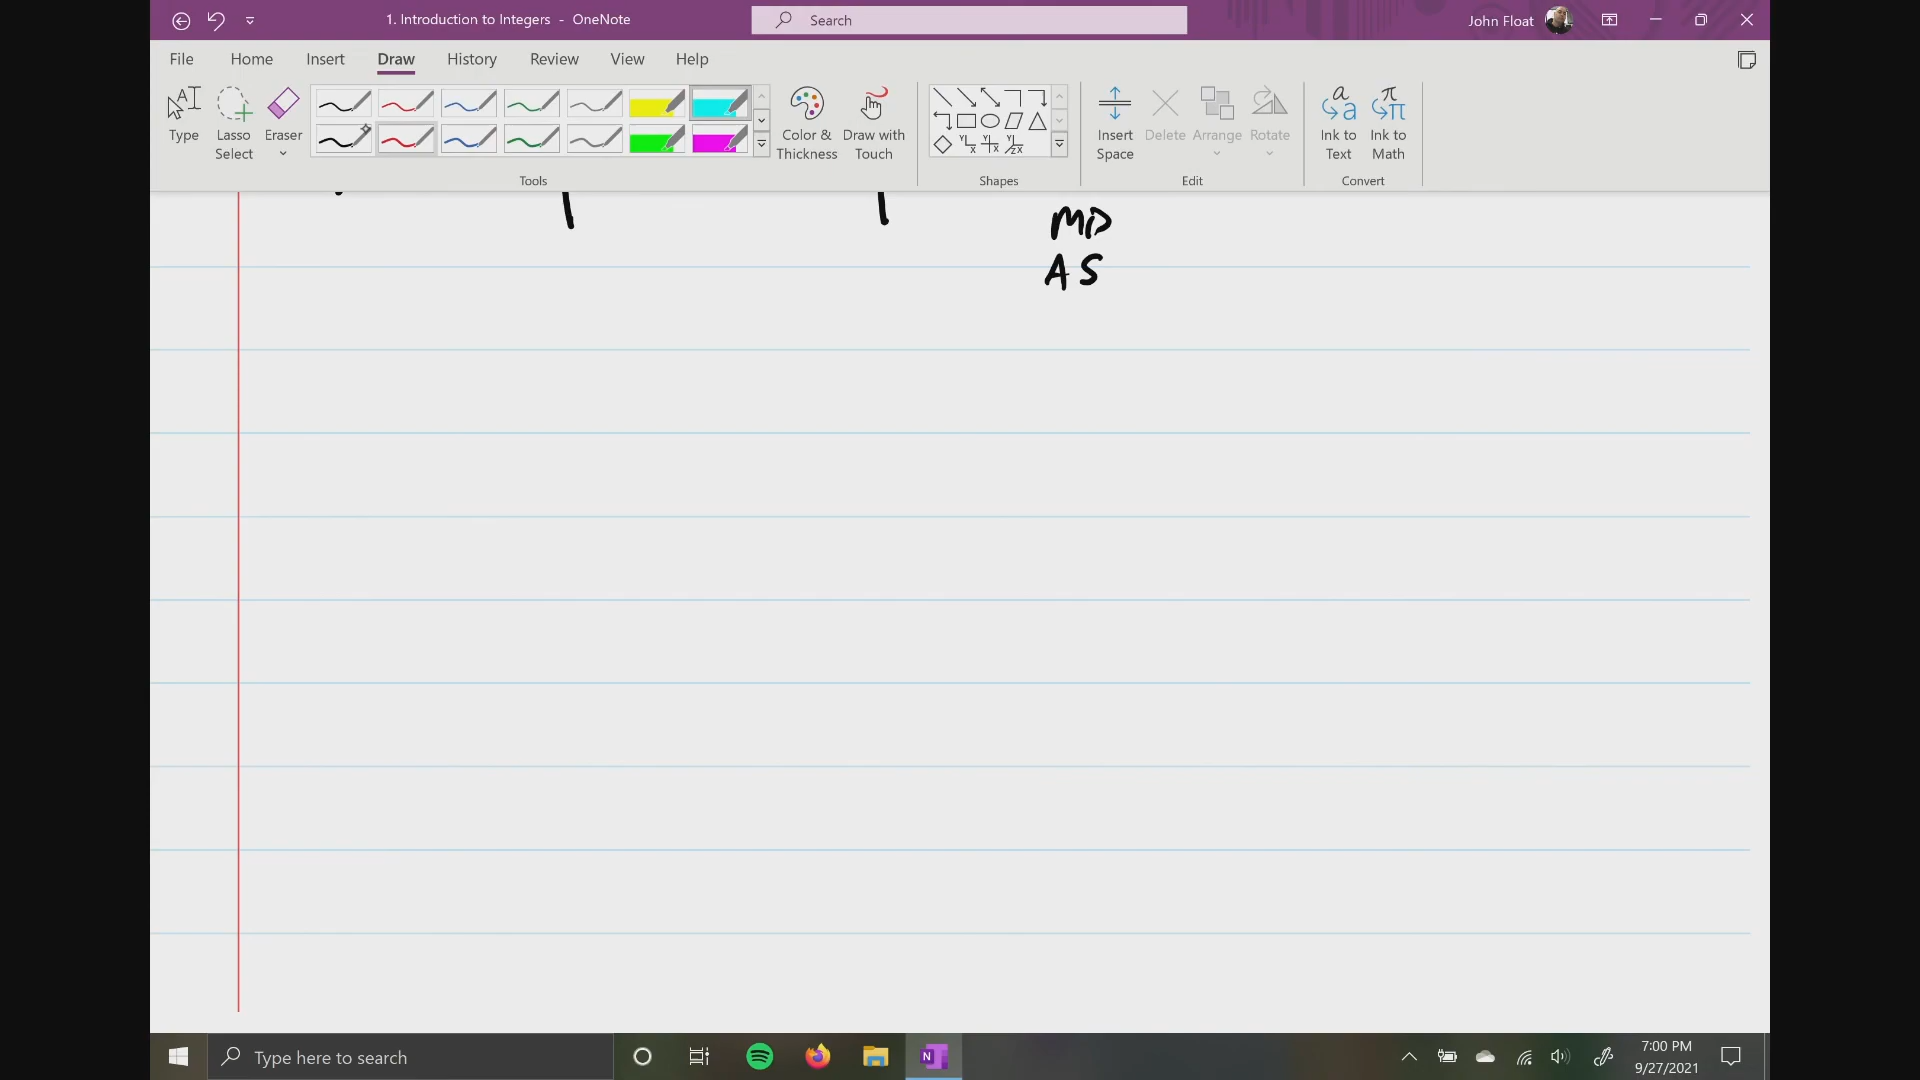 1. Introduction to Integers - OneNote
Search
John Float
File Home Insert Draw History Review View Help
Type
Lasso Select
Eraser
Color & Thickness
Draw with Touch
Insert Space
Delete
Arrange
Rotate
Ink to Text
Ink to Math
Tools
Shapes
Edit
Convert
MD
AS
Type here to search
7:00 PM
9/27/2021